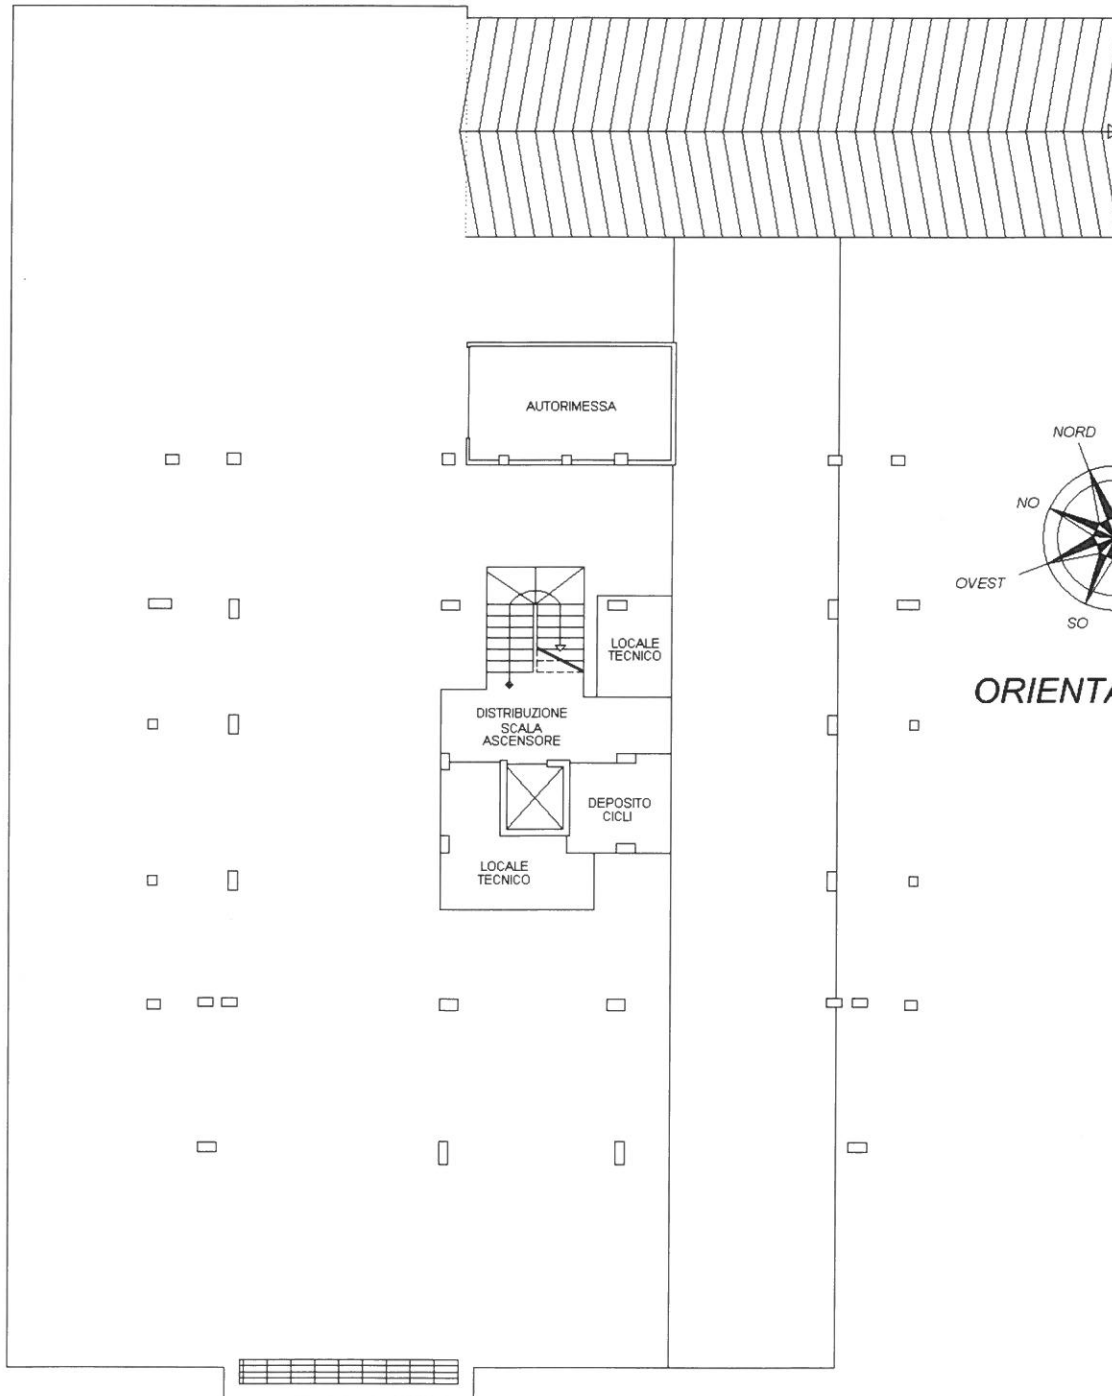 AUTORIMESSA
NORD
NO
OVEST
SO
LOCALE
TECNICO
ORIENTA
DISTRIBUZIONE
SCALA
ASCENSORE
DEPOSITO
CICLI
LOCALE
TECNICO